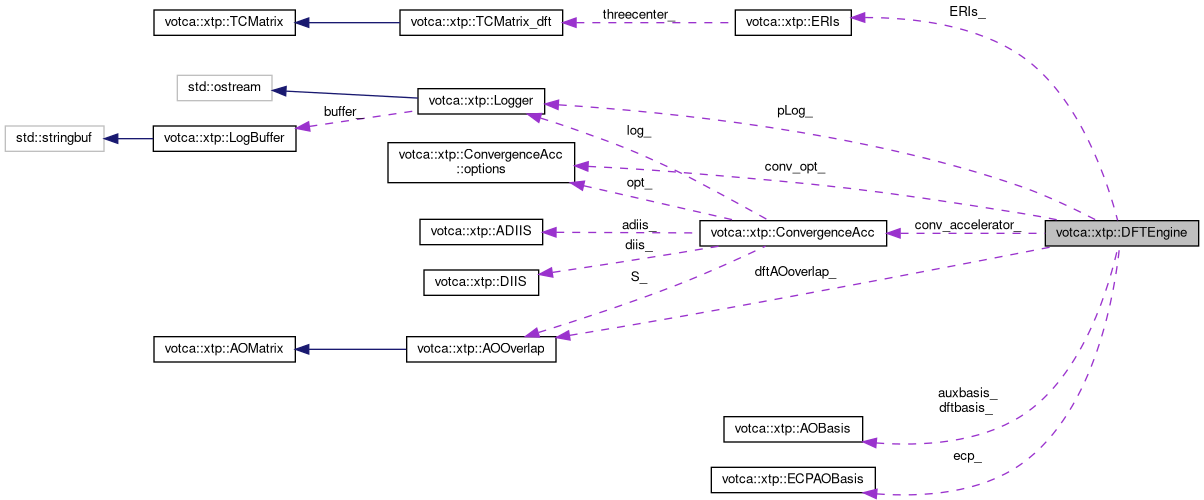 votca::xtp::TCMatrix
votca::xtp::TCMatrix_dft
threecenter_
votca::xtp::ERIs
ERIs_
std::ostream
votca::xtp::Logger
buffer_
pLog_
std::stringbuf
votca::xtp::LogBuffer
log_
votca::xtp::ConvergenceAcc
::options
conv_opt_
opt_
votca::xtp::ADIIS
adiis_
votca::xtp::ConvergenceAcc
conv_accelerator_
votca::xtp::DFTEngine
diis_
votca::xtp::DIIS
S_
dftAOoverlap_
votca::xtp::AOMatrix
votca::xtp::AOOverlap
auxbasis_
dftbasis_
votca::xtp::AOBasis
ecp_
votca::xtp::ECPAOBasis